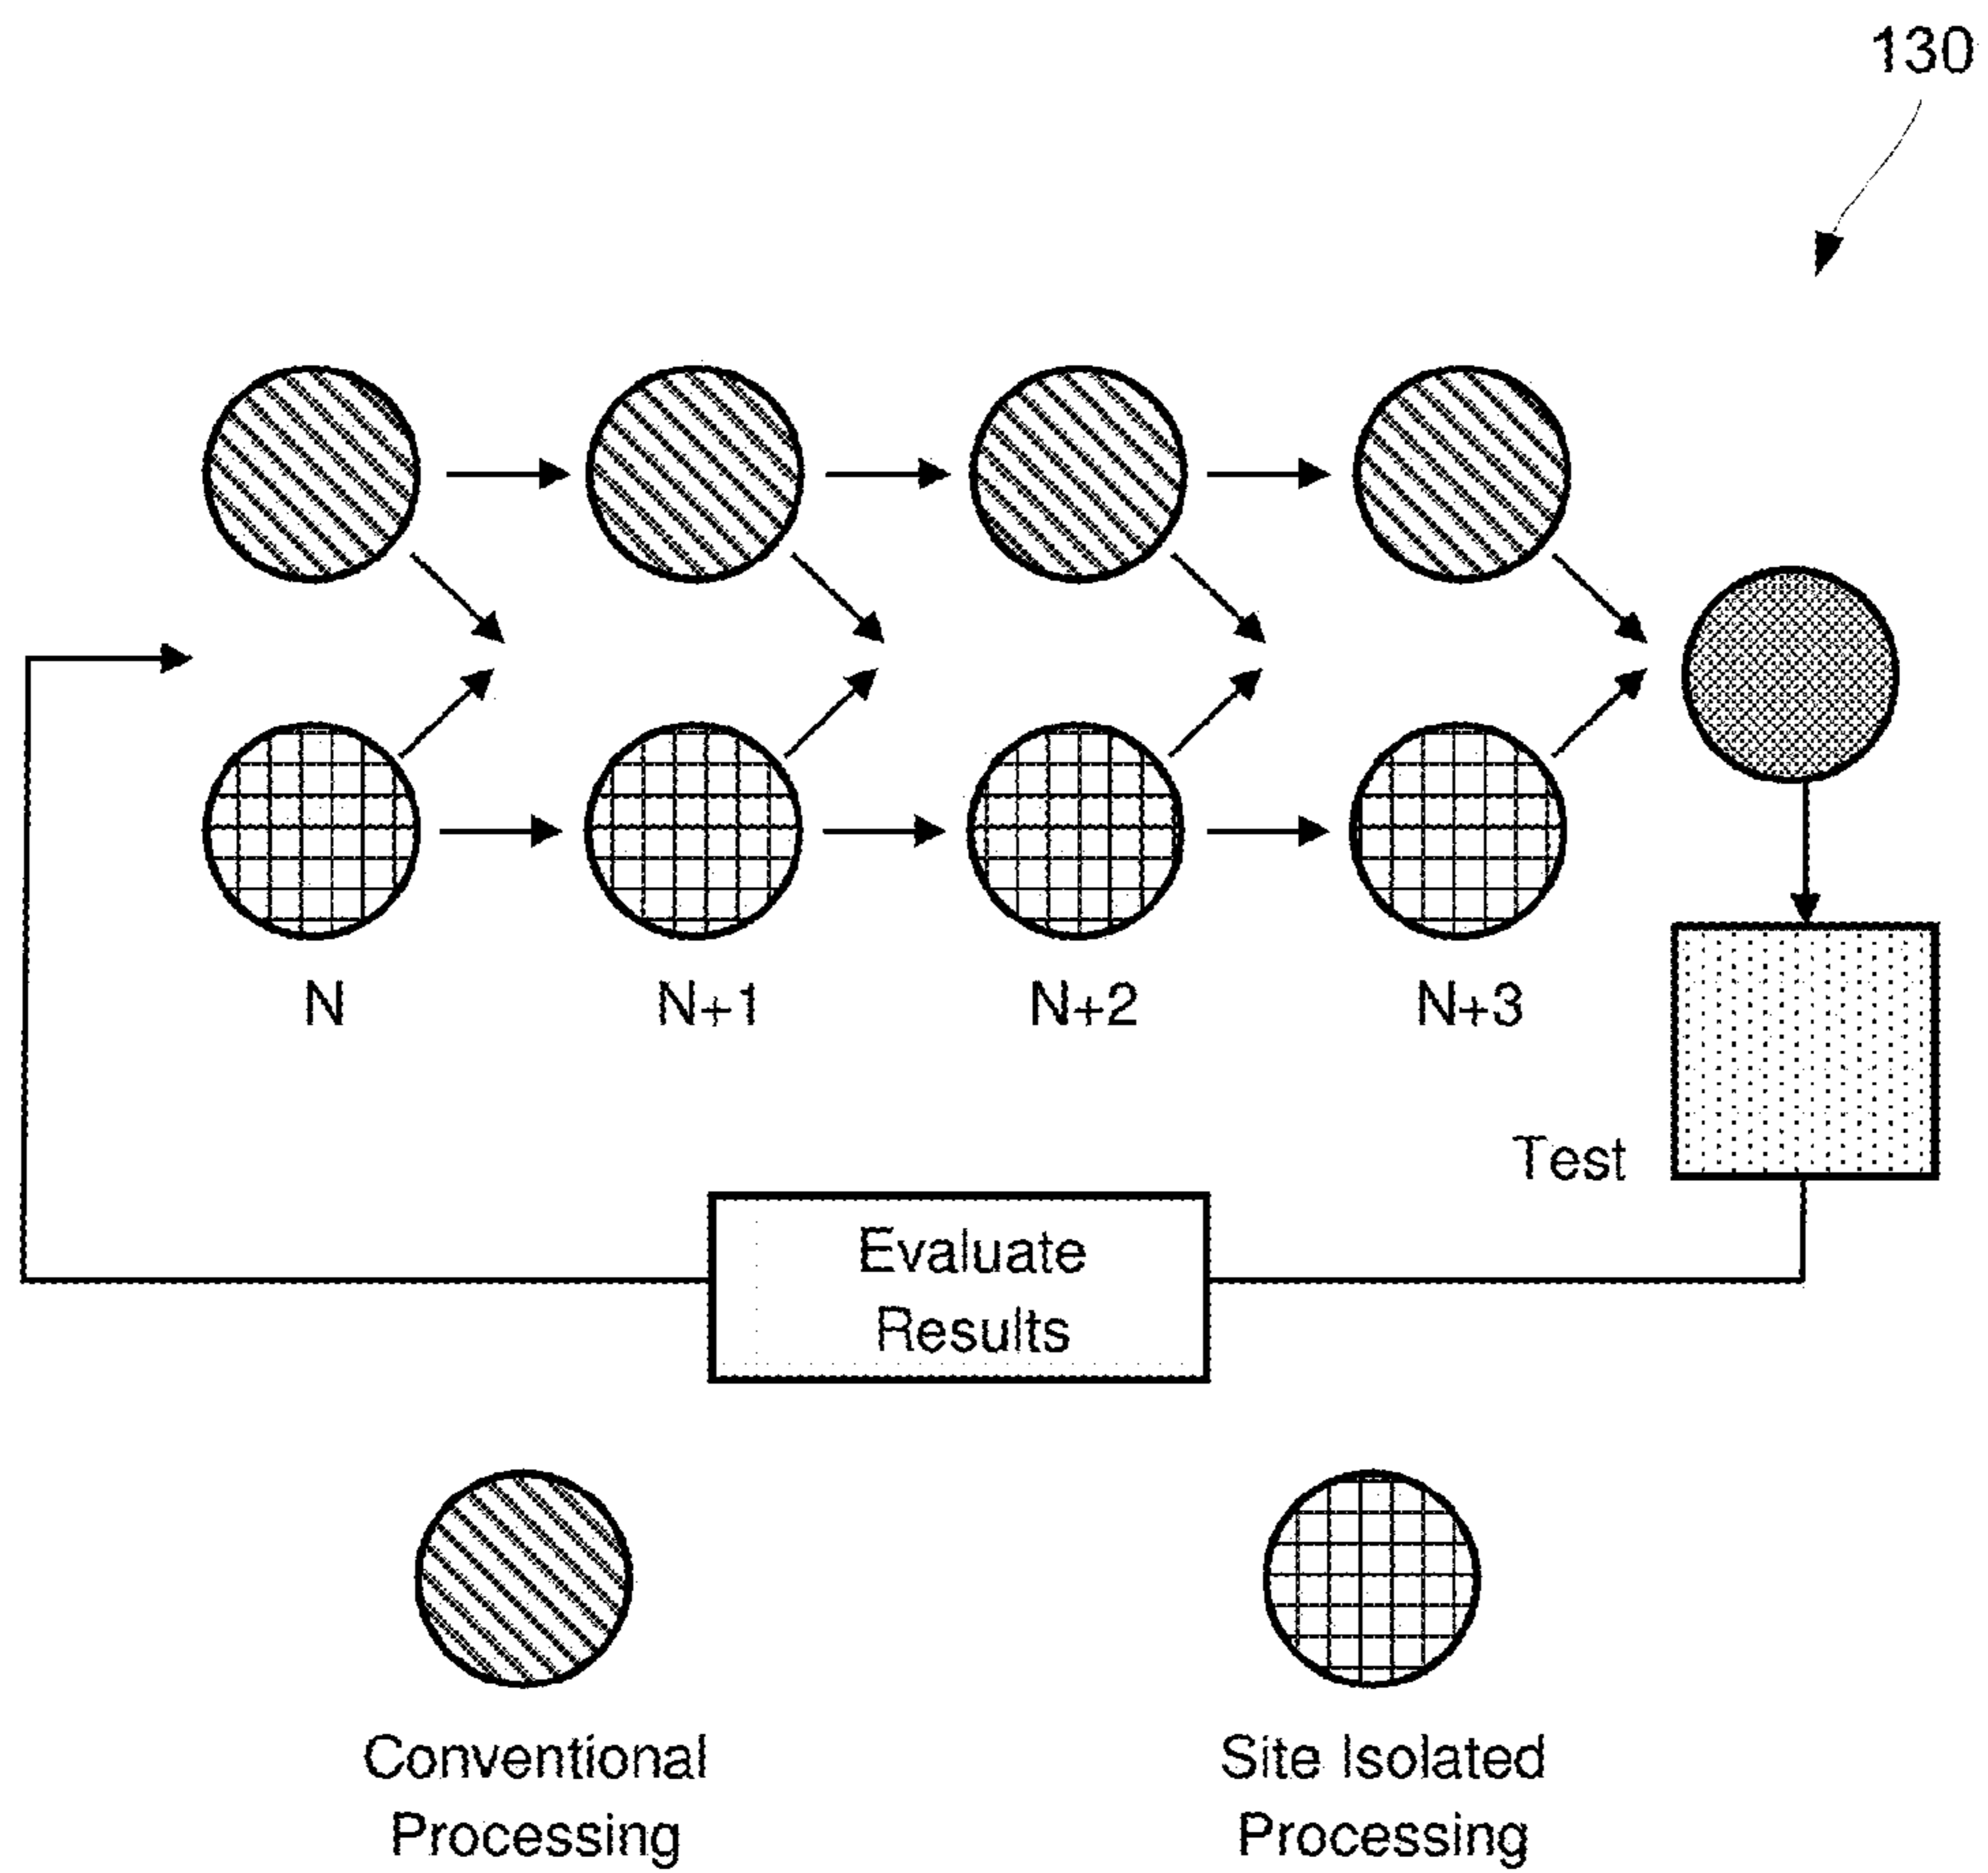 130
N
N+1
N+2
N+3
Test
Evaluate
Results
Conventional
Processing
Site Isolated
Processing